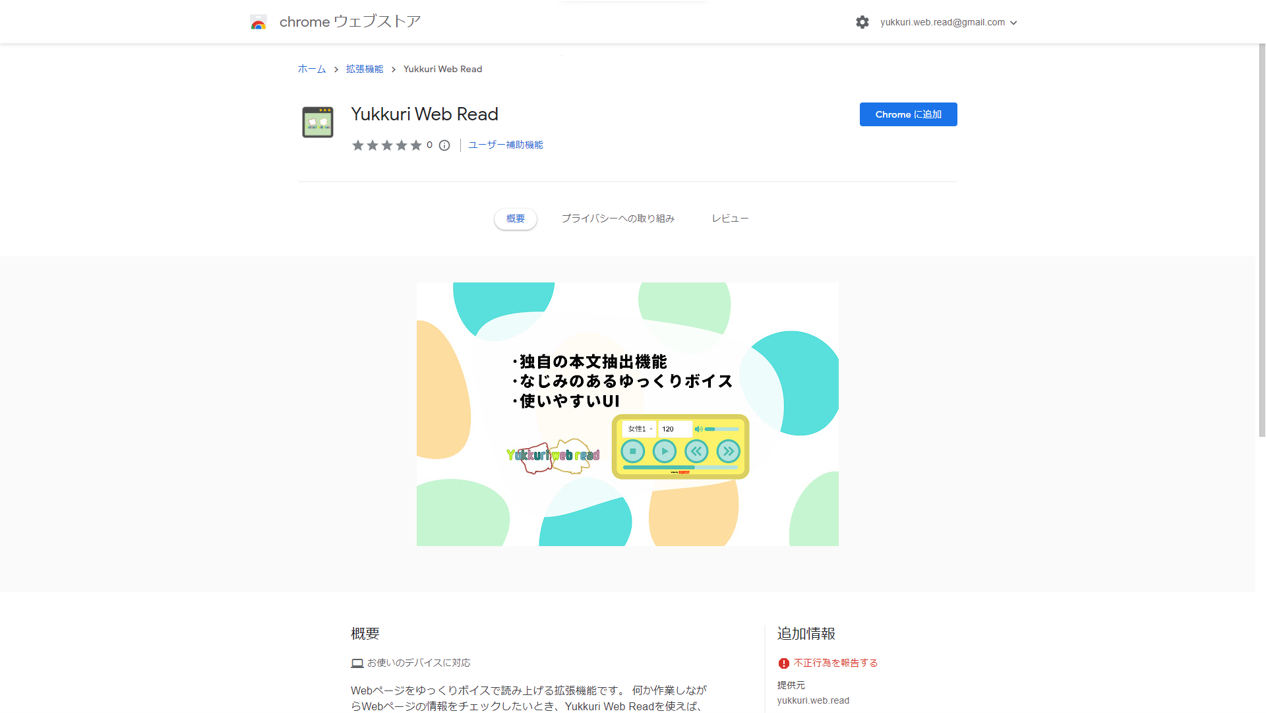 chrome ウェブストア
yukkuri.web.read@gmail.com
ホーム > 拡張機能 > Yukkuri Web Read
Yukkuri Web Read
Chrome に追加
0
ユーザー補助機能
概要
プライバシーへの取り組み
レビュー
・独自の本文抽出機能
・なじみのあるゆっくりボイス
・使いやすいUI
女性1
120
Yukkuri web read
概要
お使いのデバイスに対応
Webページをゆっくりボイスで読み上げる拡張機能です。 何か作業しなが
らWebページの情報をチェックしたいとき、Yukkuri Web Readを使えば、
追加情報
不正行為を報告する
提供元
yukkuri.web.read